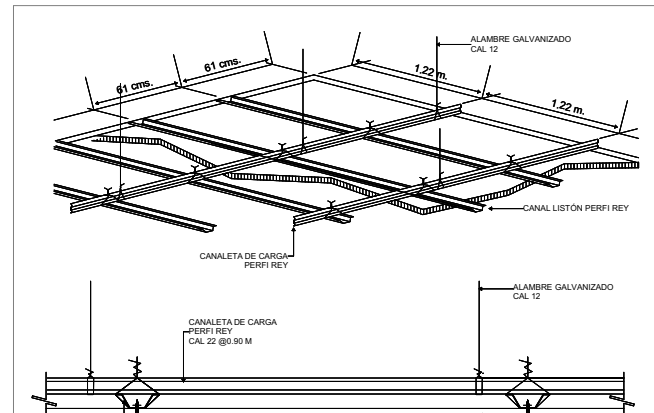 ALAMBRE GALVANIZADO
CAL 12
61 cms.
61 cms.
1.22 m.
1.22 m.
CANAL LISTÓN PERFI REY
CANALETA DE CARGA
PERFI REY
ALAMBRE GALVANIZADO
CAL 12
CANALETA DE CARGA
PERFI REY
CAL 22 @0.90 M